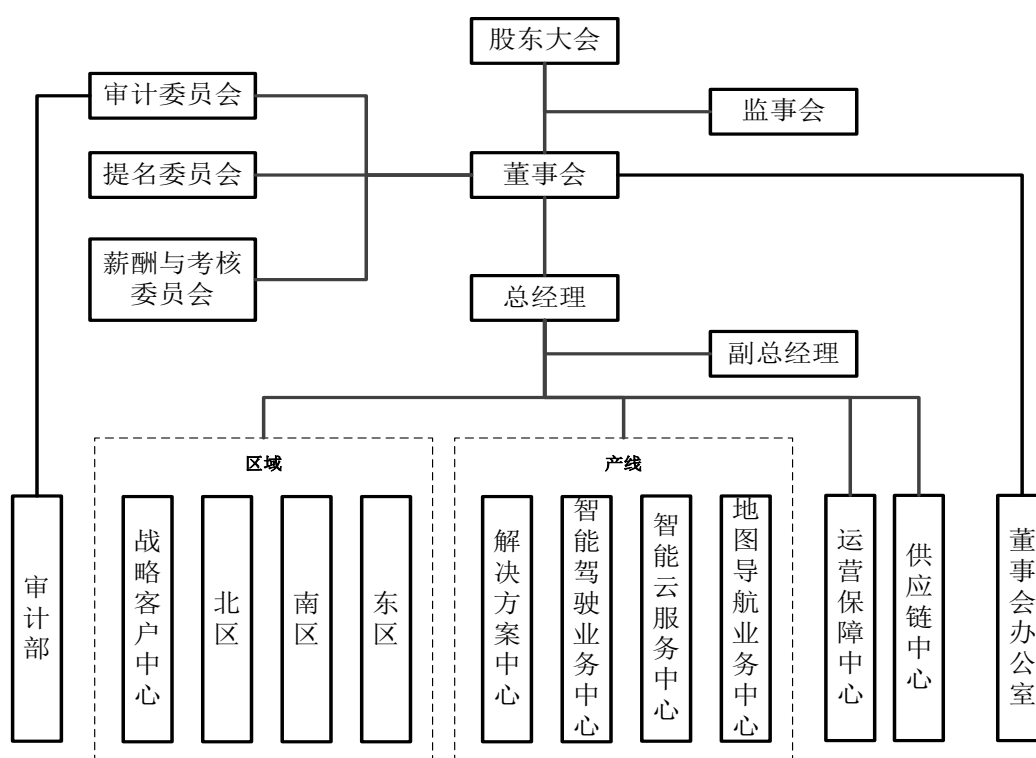 股东大会
审计委员会
监事会
提名委员会
董事会
薪酬与考核
委员会
总经理
副总经理
区域
产线
审计部
战略客户中心
北区
南区
东区
解决方案中心
智能驾驶业务中心
智能云服务中心
地图导航业务中心
运营保障中心
供应链中心
董事会办公室